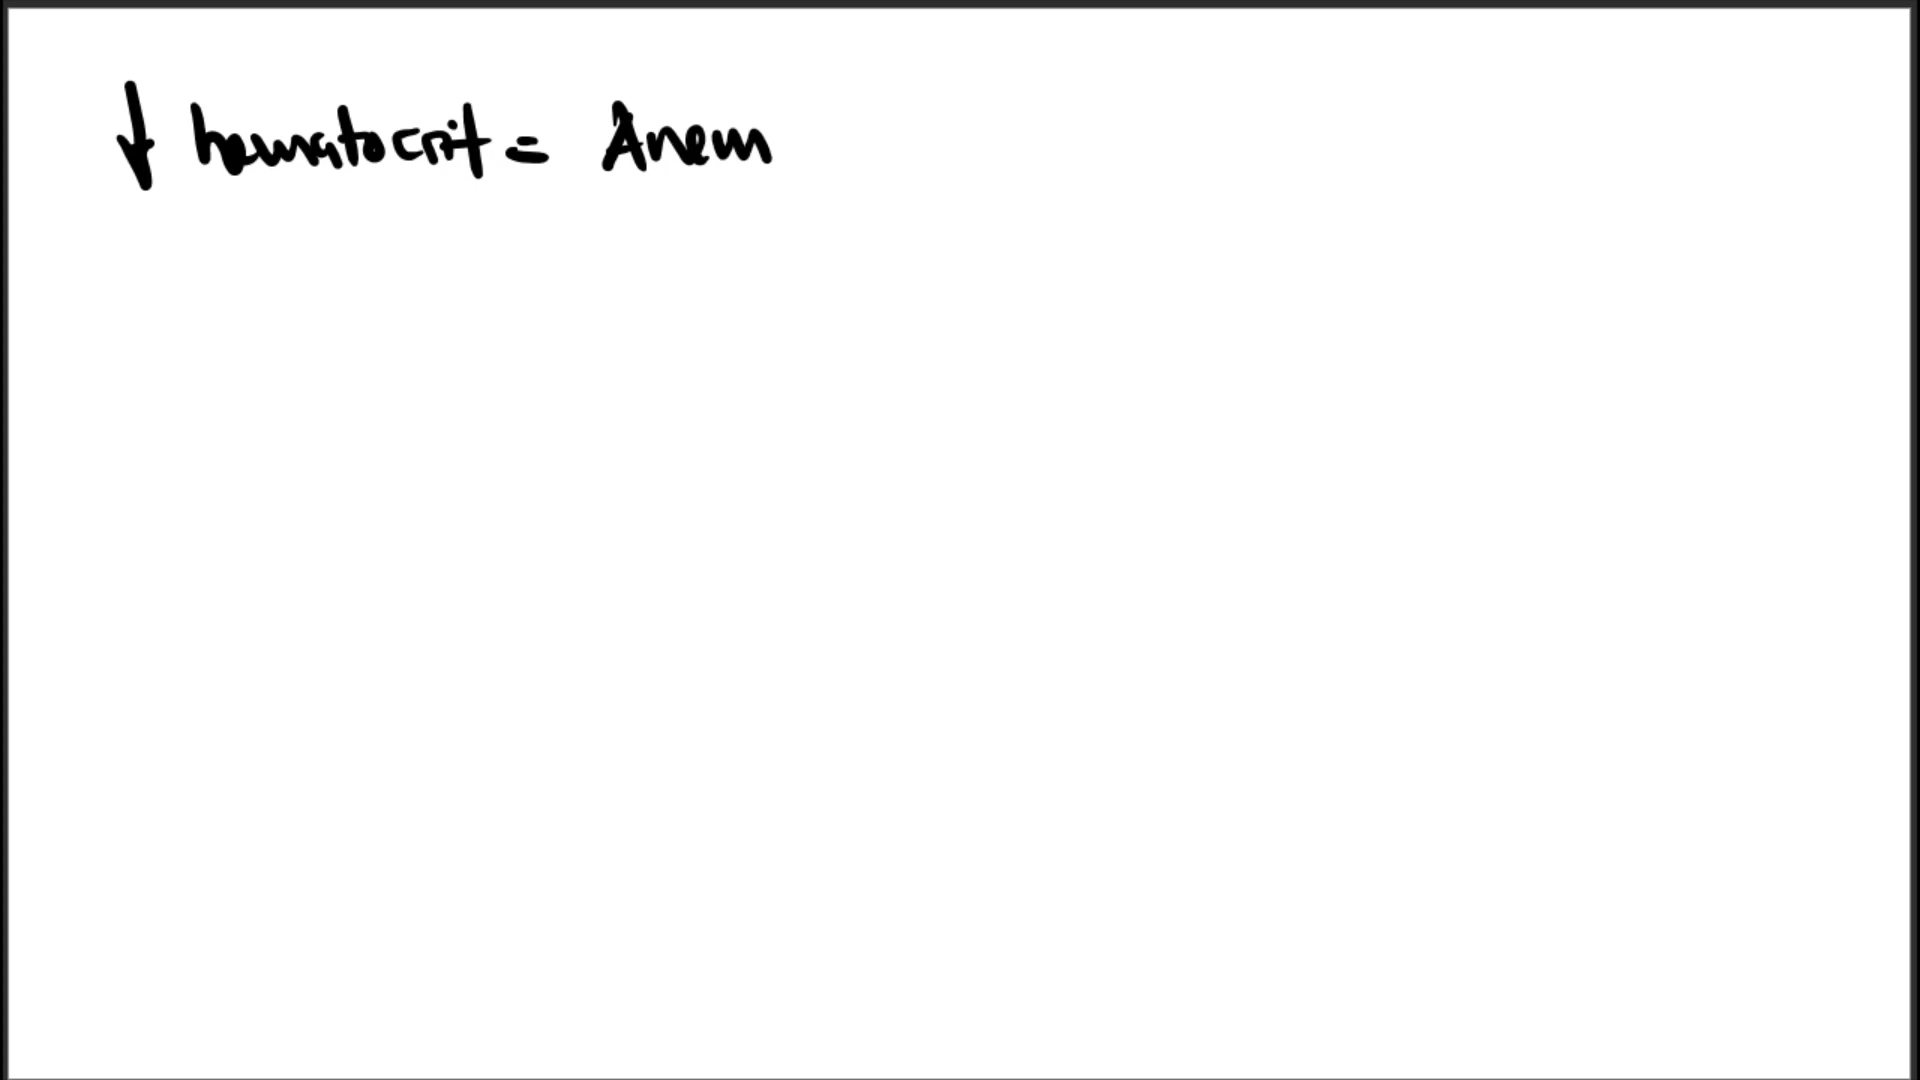 ↓ hematocrit = Anem